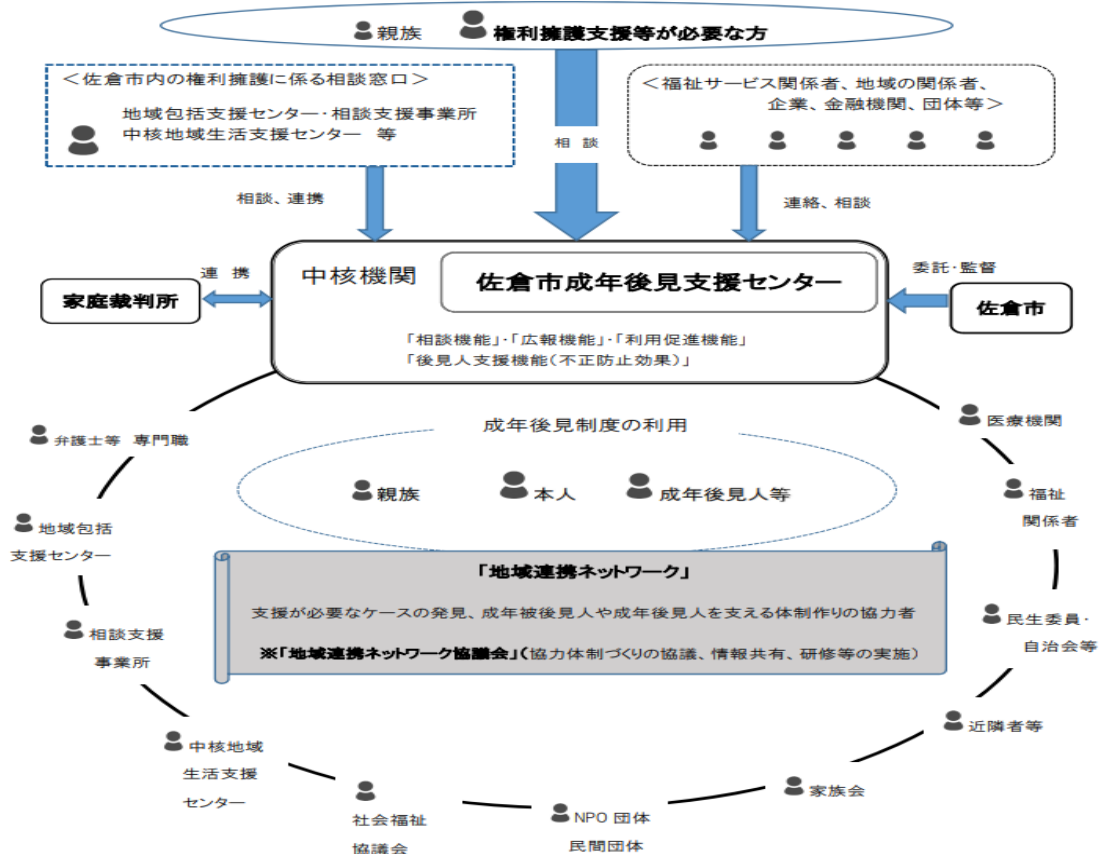 親族 権利擁護支援等が必要な方
＜佐倉市内の権利擁護に係る相談窓口＞
地域包括支援センター・相談支援事業所
中核地域生活支援センター 等
相 談
＜福祉サービス関係者、地域の関係者、
企業、金融機関、団体等＞
相談、連携
連絡、相談
中核機関
佐倉市成年後見支援センター
「相談機能」・「広報機能」・「利用促進機能」
「後見人支援機能（不正防止効果）」
連 携
家庭裁判所
委託・監督
佐倉市
成年後見制度の利用
親族
本人
成年後見人等
「地域連携ネットワーク」
支援が必要なケースの発見、成年被後見人や成年後見人を支える体制作りの協力者
※「地域連携ネットワーク協議会」（協力体制づくりの協議、情報共有、研修等の実施）
弁護士等 専門職
地域包括
支援センター
相談支援
事業所
中核地域
生活支援
センター
社会福祉
協議会
NPO 団体
民間団体
家族会
近隣者等
民生委員・
自治会等
福祉
関係者
医療機関